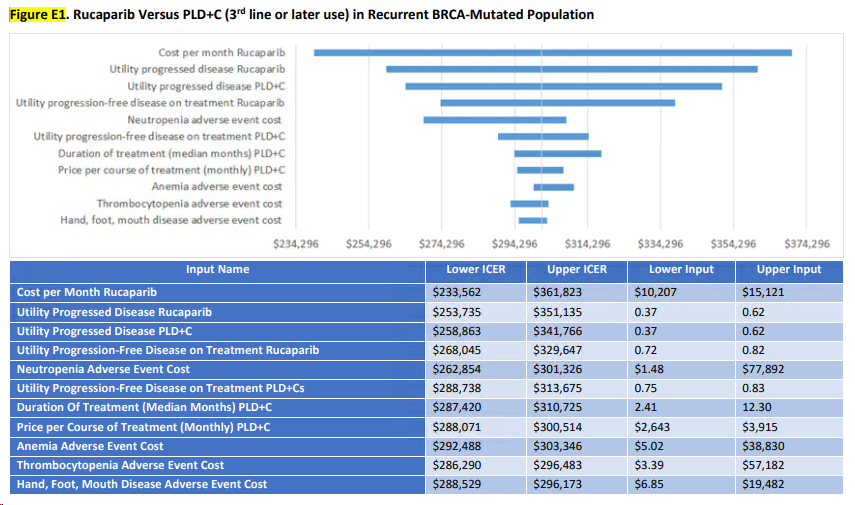 Figure E1. Rucaparib Versus PLD+C (3rd line or later use) in Recurrent BRCA-Mutated Population
Cost per month Rucaparib
Utility progressed disease Rucaparib
Utility progressed disease PLD+C
Utility progression-free disease on treatment Rucaparib
Neutropenia adverse event cost
Utility progression-free disease on treatment PLD+C
Duration of treatment (median months) PLD+C
Price per course of treatment (monthly) PLD+C
Anemia adverse event cost
Thrombocytopenia adverse event cost
Hand, foot, mouth disease adverse event cost
$234,296 $254,296 $274,296 $294,296 $314,296 $334,296 $354,296 $374,296
Input Name Lower ICER Upper ICER Lower Input Upper Input
Cost per Month Rucaparib $233,562 $361,823 $10,207 $15,121
Utility Progressed Disease Rucaparib $253,735 $351,135 0.37 0.62
Utility Progressed Disease PLD+C $258,863 $341,766 0.37 0.62
Utility Progression-Free Disease on Treatment Rucaparib $268,045 $329,647 0.72 0.82
Neutropenia Adverse Event Cost $262,854 $301,326 $1.48 $77,892
Utility Progression-Free Disease on Treatment PLD+Cs $288,738 $313,675 0.75 0.83
Duration Of Treatment (Median Months) PLD+C $287,420 $310,725 2.41 12.30
Price per Course of Treatment (Monthly) PLD+C $288,071 $300,514 $2,643 $3,915
Anemia Adverse Event Cost $292,488 $303,346 $5.02 $38,830
Thrombocytopenia Adverse Event Cost $286,290 $296,483 $3.39 $57,182
Hand, Foot, Mouth Disease Adverse Event Cost $288,529 $296,173 $6.85 $19,482